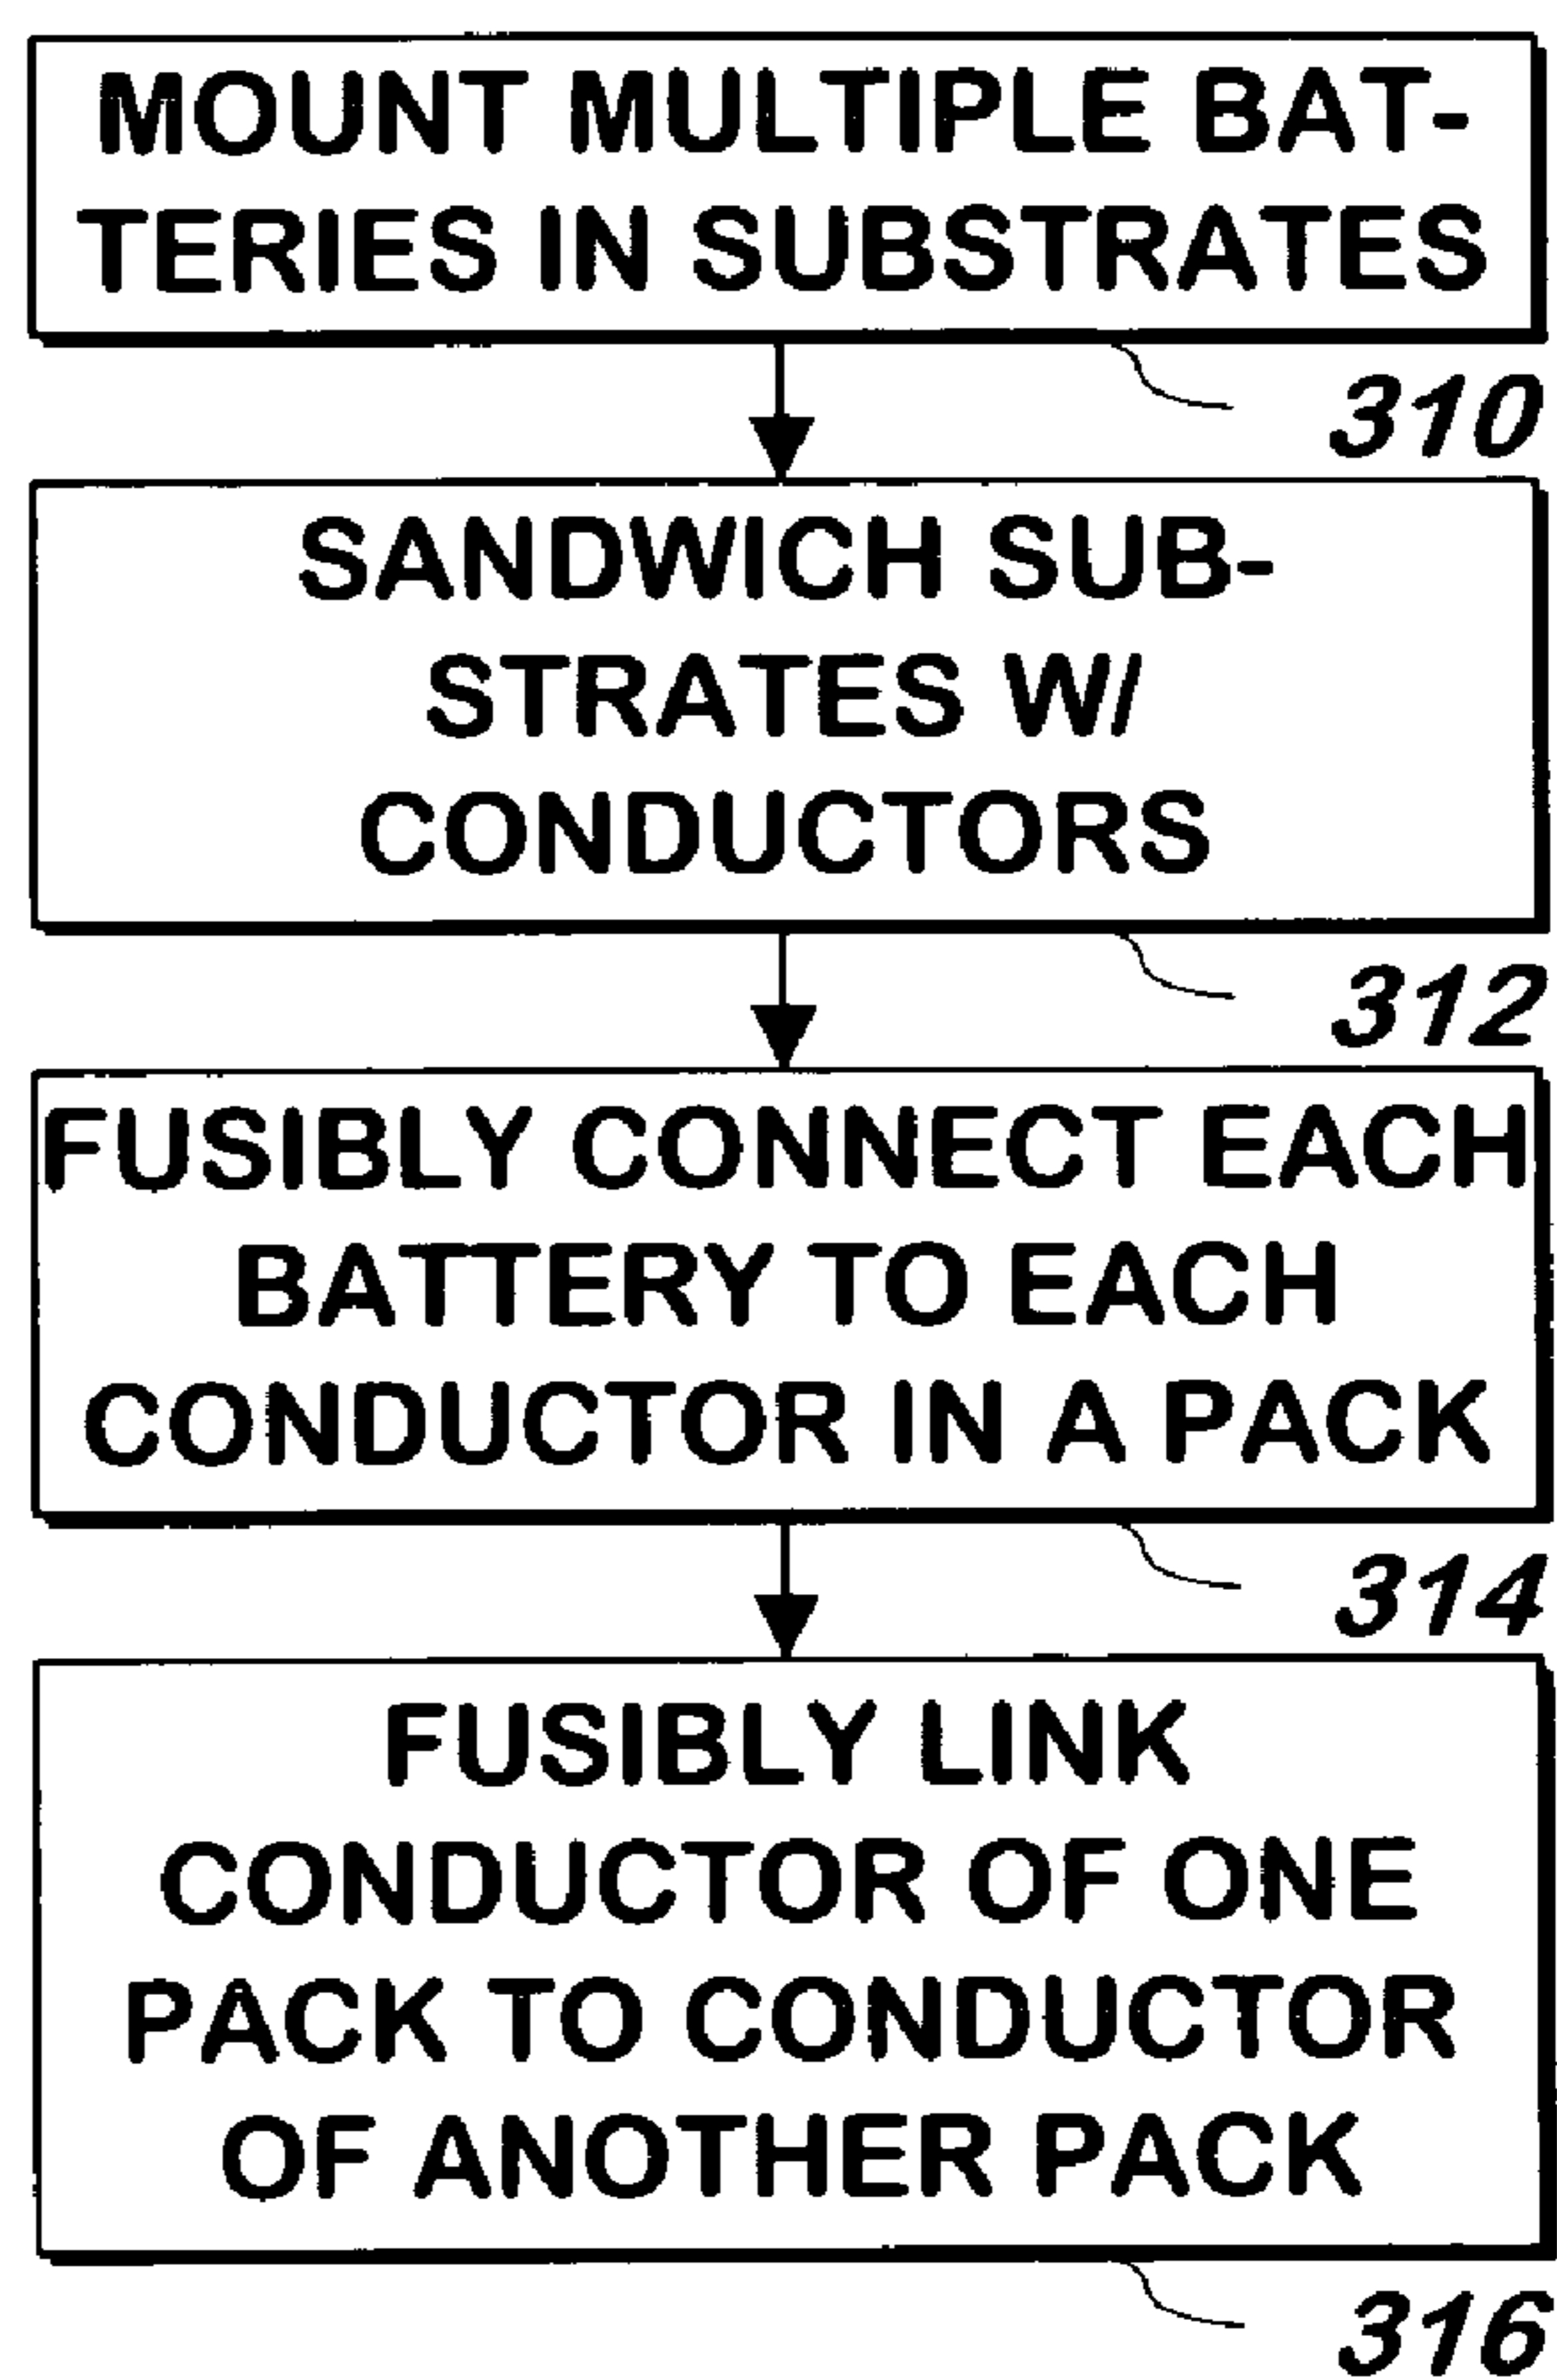 MOUNT MULTIPLE BAT-
TERIES IN SUBSTRATES
310
SANDWICH SUB-
STRATES W/
CONDUCTORS
312
FUSIBLY CONNECT EACH
BATTERY TO EACH
CONDUCTOR IN A PACK
314
FUSIBLY LINK
CONDUCTOR OF ONE
PACK TO CONDUCTOR
OF ANOTHER PACK
316